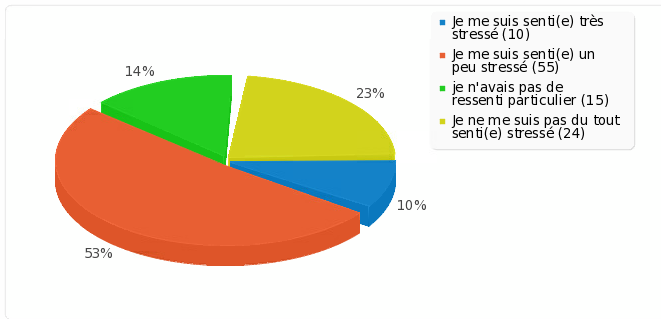 Je me suis senti(e) très
stressé (10)
Je me suis senti(e) un
peu stressé (55)
je n'avais pas de
ressenti particulier (15)
Je ne me suis pas du tout
senti(e) stressé (24)
14%
23%
10%
53%